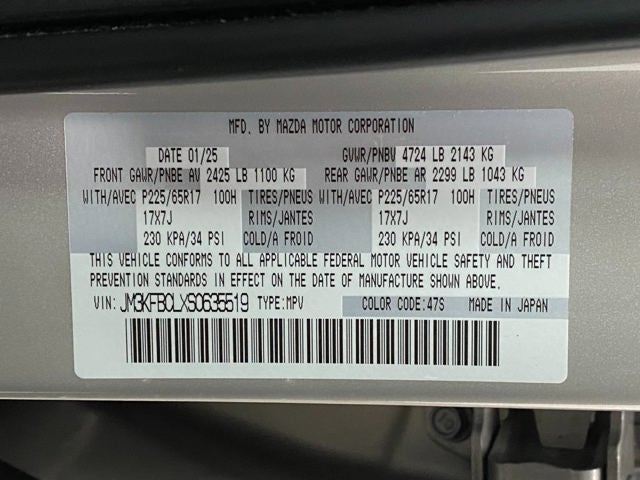 MFD. BY MAZDA MOTOR CORPORATION
DATE 01/25 GVWR/PNBV 4724 LB 2143 KG
FRONT GAWR/PNBE AV 2425 LB 1100 KG REAR GAWR/PNBE AR 2299 LB 1043 KG
WITH/AVEC P225/65R17 100H TIRES/PNEUS WITH/AVEC P225/65R17 100H TIRES/PNEUS
17X7J RIMS/JANTES 17X7J RIMS/JANTES
230 KPA/34 PSI COLD/A FROID 230 KPA/34 PSI COLD/A FROID
THIS VEHICLE CONFORMS TO ALL APPLICABLE FEDERAL MOTOR VEHICLE SAFETY AND THEFT
PREVENTION STANDARDS IN EFFECT ON THE DATE OF MANUFACTURE SHOWN ABOVE.
VIN: JM3KFBCLXS0635519 TYPE:MPV COLOR CODE:47S MADE IN JAPAN